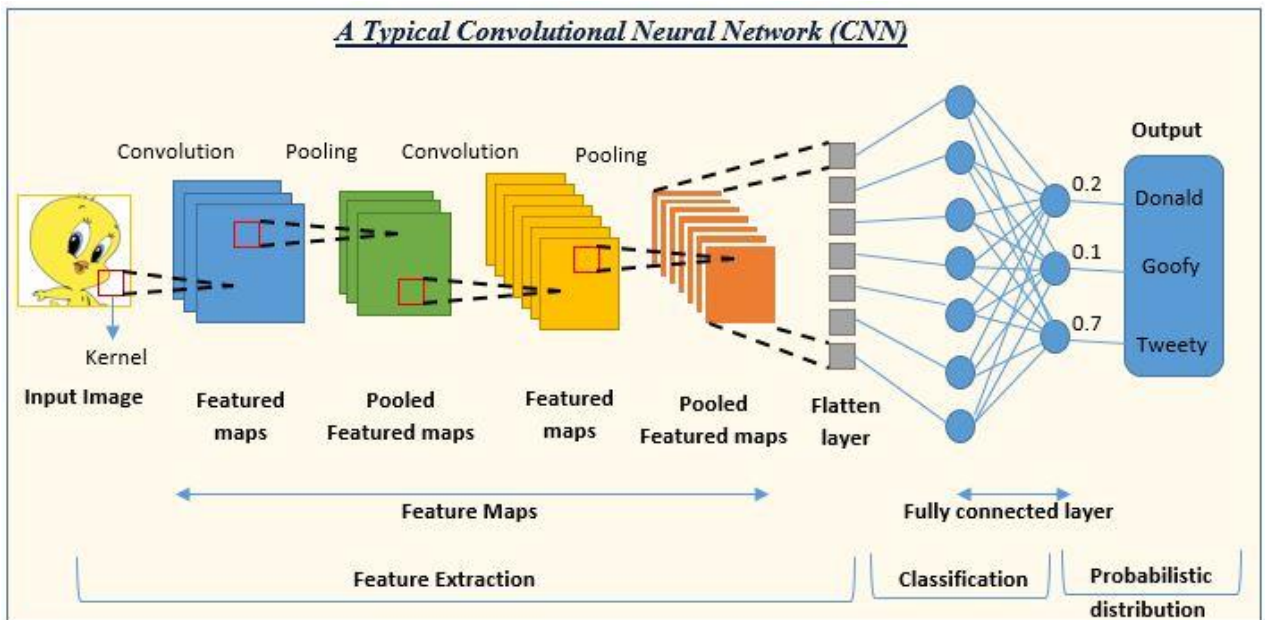 A Typical Convolutional Neural Network (CNN)
Convolution
Pooling
Convolution
Pooling
Output
0.2
Donald
0.1
Goofy
0.7
Tweety
Kernel
Input Image
Featured
maps
Pooled
Featured maps
Featured
maps
Pooled
Featured maps
Flatten
layer
Feature Maps
Fully connected layer
Feature Extraction
Classification
Probabilistic
distribution